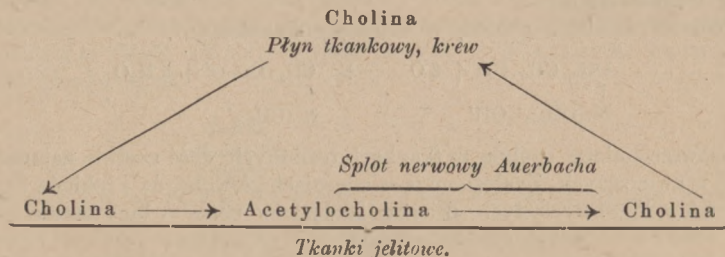 Cholina
Płyn tkankowy, krew
Splot nerwowy Auerbacha
Cholina Acetylocholina Cholina
Tkanki jelitowe.